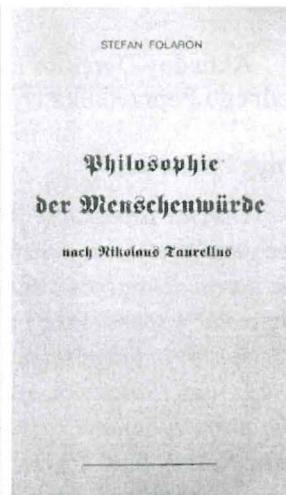 STEFAN FOLARON
Philosophie
der Menschenwürde
nach Nikolaus Taurellus